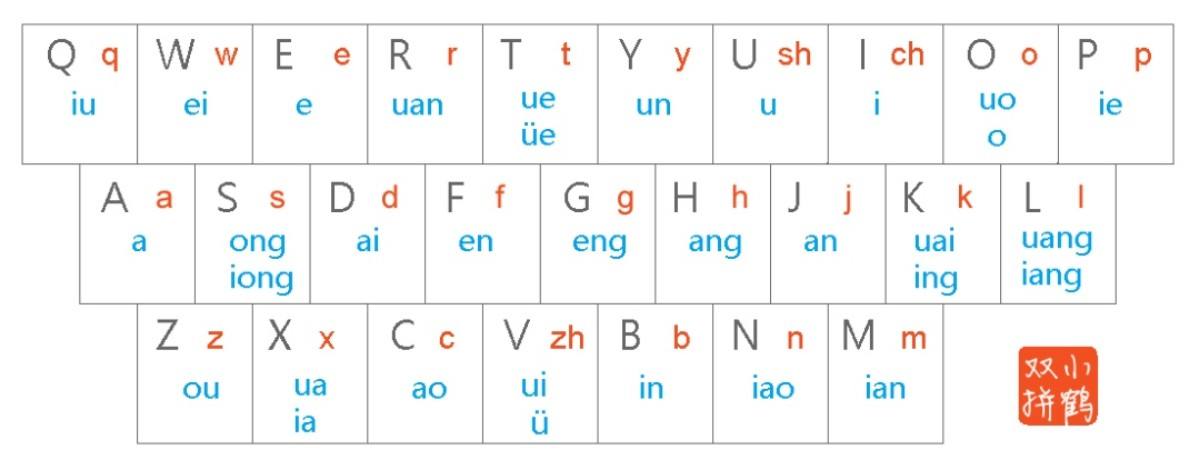 Q q W w E e R r T t Y y U sh I ch O o P p
iu ei e uan ue un u i uo ie
üe o
A a S s D d F f G g H h J j K k L l
a ong ai en eng ang an uai uang
iong ing iang
Z z X x C c V zh B b N n M m
ou ua ao ui in iao ian
ia ü
双小
拼鹤